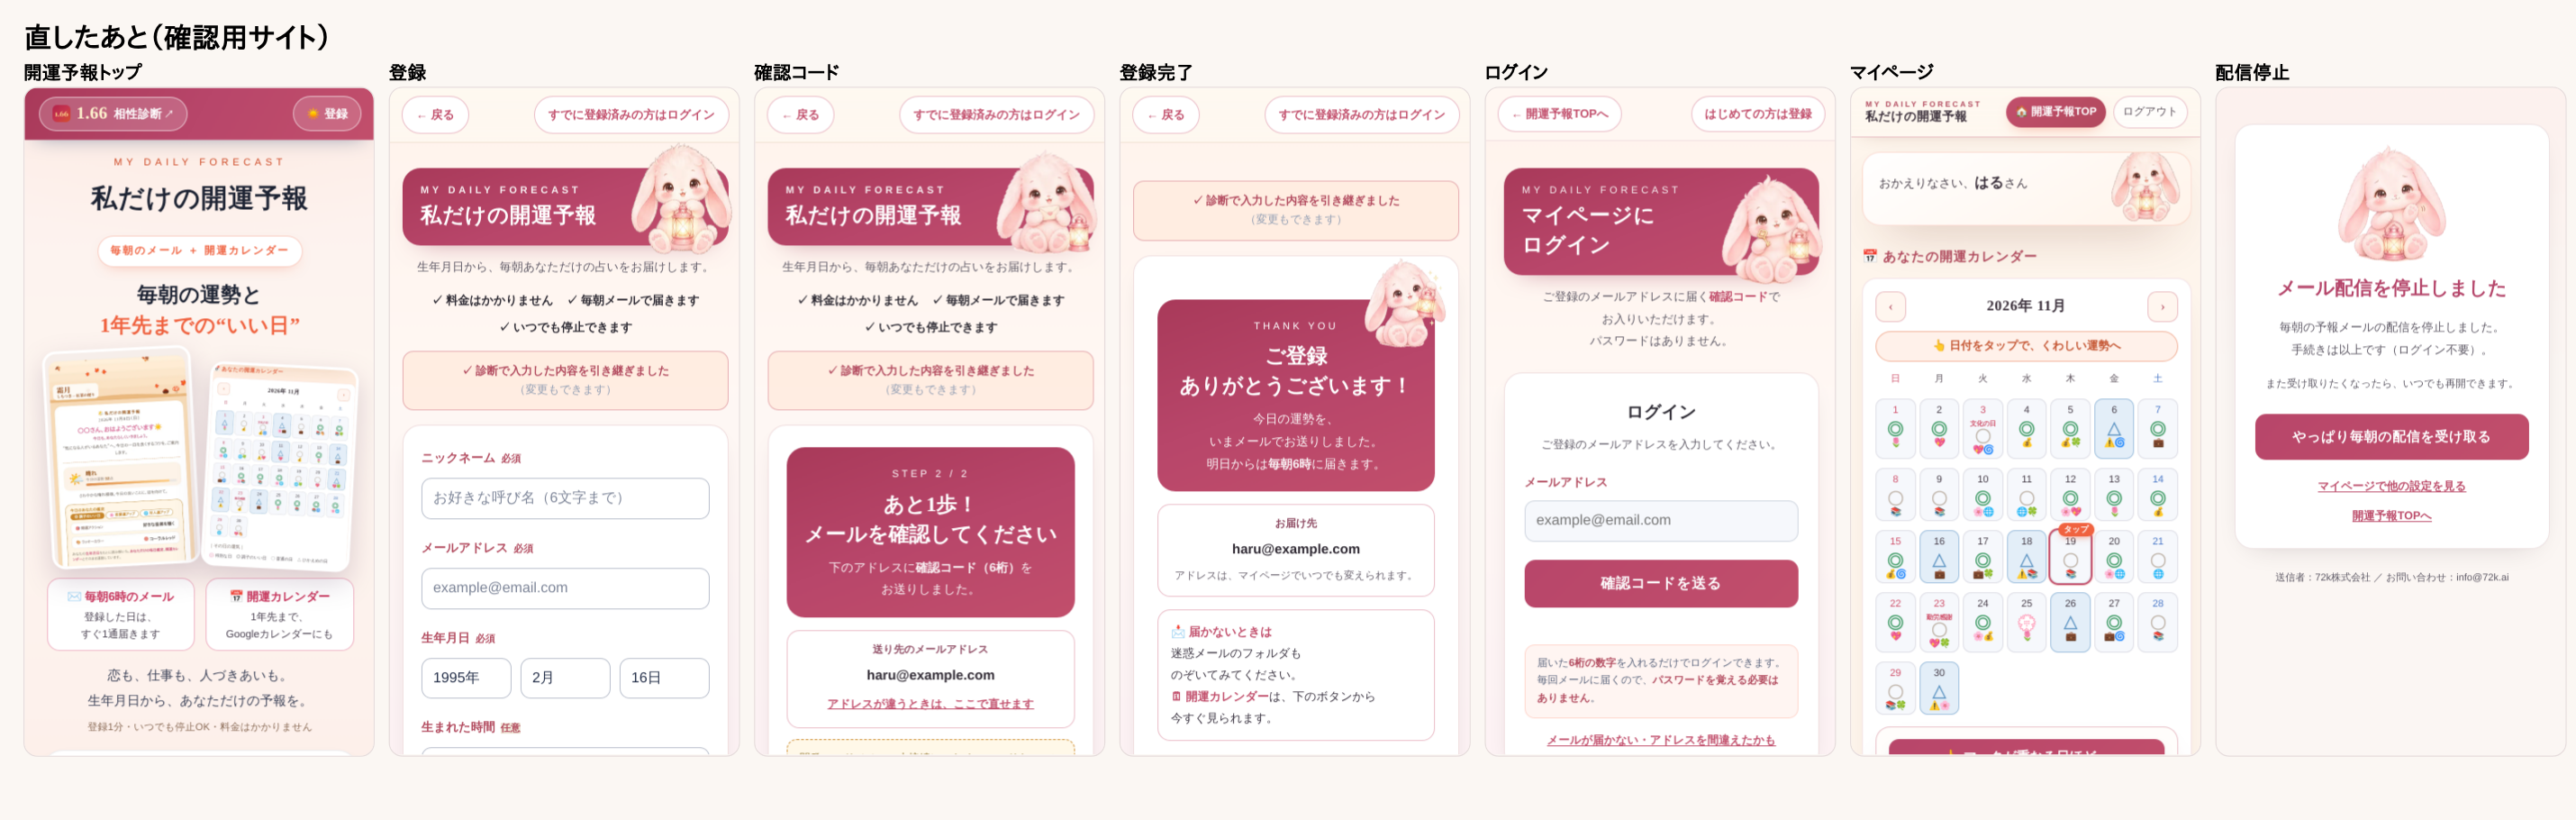 直したあと（確認用サイト）
開運予報トップ
1.66 相性診断↗
登録
MY DAILY FORECAST
私だけの開運予報
毎朝のメール + 開運カレンダー
毎朝の運勢と
1年先までの“いい日”
あなたの開運カレンダー
2026年 11月
毎朝6時のメール
登録した日は、
すぐ1通届きます
開運カレンダー
1年先まで、
Googleカレンダーにも
恋も、仕事も、人づきあいも。
生年月日から、あなただけの予報を。
登録1分・いつでも停止OK・料金はかかりません
登録
← 戻る
すでに登録済みの方はログイン
MY DAILY FORECAST
私だけの開運予報
生年月日から、毎朝あなただけの占いをお届けします。
✓ 料金はかかりません ✓ 毎朝メールで届きます
✓ いつでも停止できます
✓ 診断で入力した内容を引き継ぎました
（変更もできます）
ニックネーム 必須
お好きな呼び名（6文字まで）
メールアドレス 必須
example@email.com
生年月日 必須
1995年 2月 16日
生まれた時間 任意
確認コード
← 戻る
すでに登録済みの方はログイン
MY DAILY FORECAST
私だけの開運予報
生年月日から、毎朝あなただけの占いをお届けします。
✓ 料金はかかりません ✓ 毎朝メールで届きます
✓ いつでも停止できます
✓ 診断で入力した内容を引き継ぎました
（変更もできます）
STEP 2 / 2
あと1歩！
メールを確認してください
下のアドレスに確認コード（6桁）を
お送りしました。
送り先のメールアドレス
haru@example.com
アドレスが違うときは、ここで直せます
登録完了
← 戻る
すでに登録済みの方はログイン
✓ 診断で入力した内容を引き継ぎました
（変更もできます）
THANK YOU
ご登録
ありがとうございます！
今日の運勢を、
いまメールでお送りしました。
明日からは毎朝6時に届きます。
お届け先
haru@example.com
アドレスは、マイページでいつでも変えられます。
届かないときは
迷惑メールのフォルダも
のぞいてみてください。
開運カレンダーは、下のボタンから
今すぐ見られます。
ログイン
← 開運予報TOPへ
はじめての方は登録
MY DAILY FORECAST
マイページに
ログイン
ご登録のメールアドレスに届く確認コードで
お入りいただけます。
パスワードはありません。
ログイン
ご登録のメールアドレスを入力してください。
メールアドレス
example@email.com
確認コードを送る
届いた6桁の数字を入れるだけでログインできます。
毎回メールに届くので、パスワードを覚える必要は
ありません。
メールが届かない・アドレスを間違えたかも
マイページ
MY DAILY FORECAST
私だけの開運予報
開運予報TOP
ログアウト
おかえりなさい、はるさん
あなたの開運カレンダー
‹ 2026年 11月 ›
日付をタップで、くわしい運勢へ
日 月 火 水 木 金 土
1 2 3 4 5 6 7
文化の日
8 9 10 11 12 13 14
タップ
15 16 17 18 19 20 21
22 23 24 25 26 27 28
勤労感謝
29 30
配信停止
メール配信を停止しました
毎朝の予報メールの配信を停止しました。
手続きは以上です（ログイン不要）。
また受け取りたくなったら、いつでも再開できます。
やっぱり毎朝の配信を受け取る
マイページで他の設定を見る
開運予報TOPへ
送信者：72k株式会社 ／ お問い合わせ：info@72k.ai